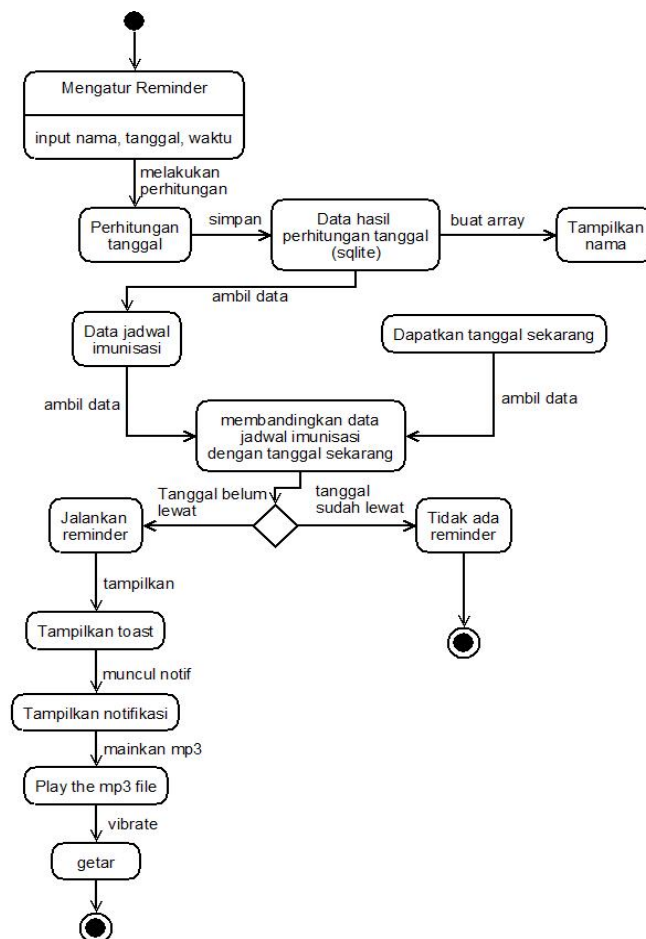 Mengatur Reminder
input nama, tanggal, waktu
melakukan
perhitungan
Perhitungan
tanggal
simpan
Data hasil
perhitungan tanggal
(sqlite)
buat array
Tampilkan
nama
ambil data
Data jadwal
imunisasi
Dapatkan tanggal sekarang
ambil data
ambil data
membandingkan data
jadwal imunisasi
dengan tanggal sekarang
Tanggal belum
lewat
tanggal
sudah lewat
Jalankan
reminder
Tidak ada
reminder
tampilkan
Tampilkan toast
muncul notif
Tampilkan notifikasi
mainkan mp3
Play the mp3 file
vibrate
getar